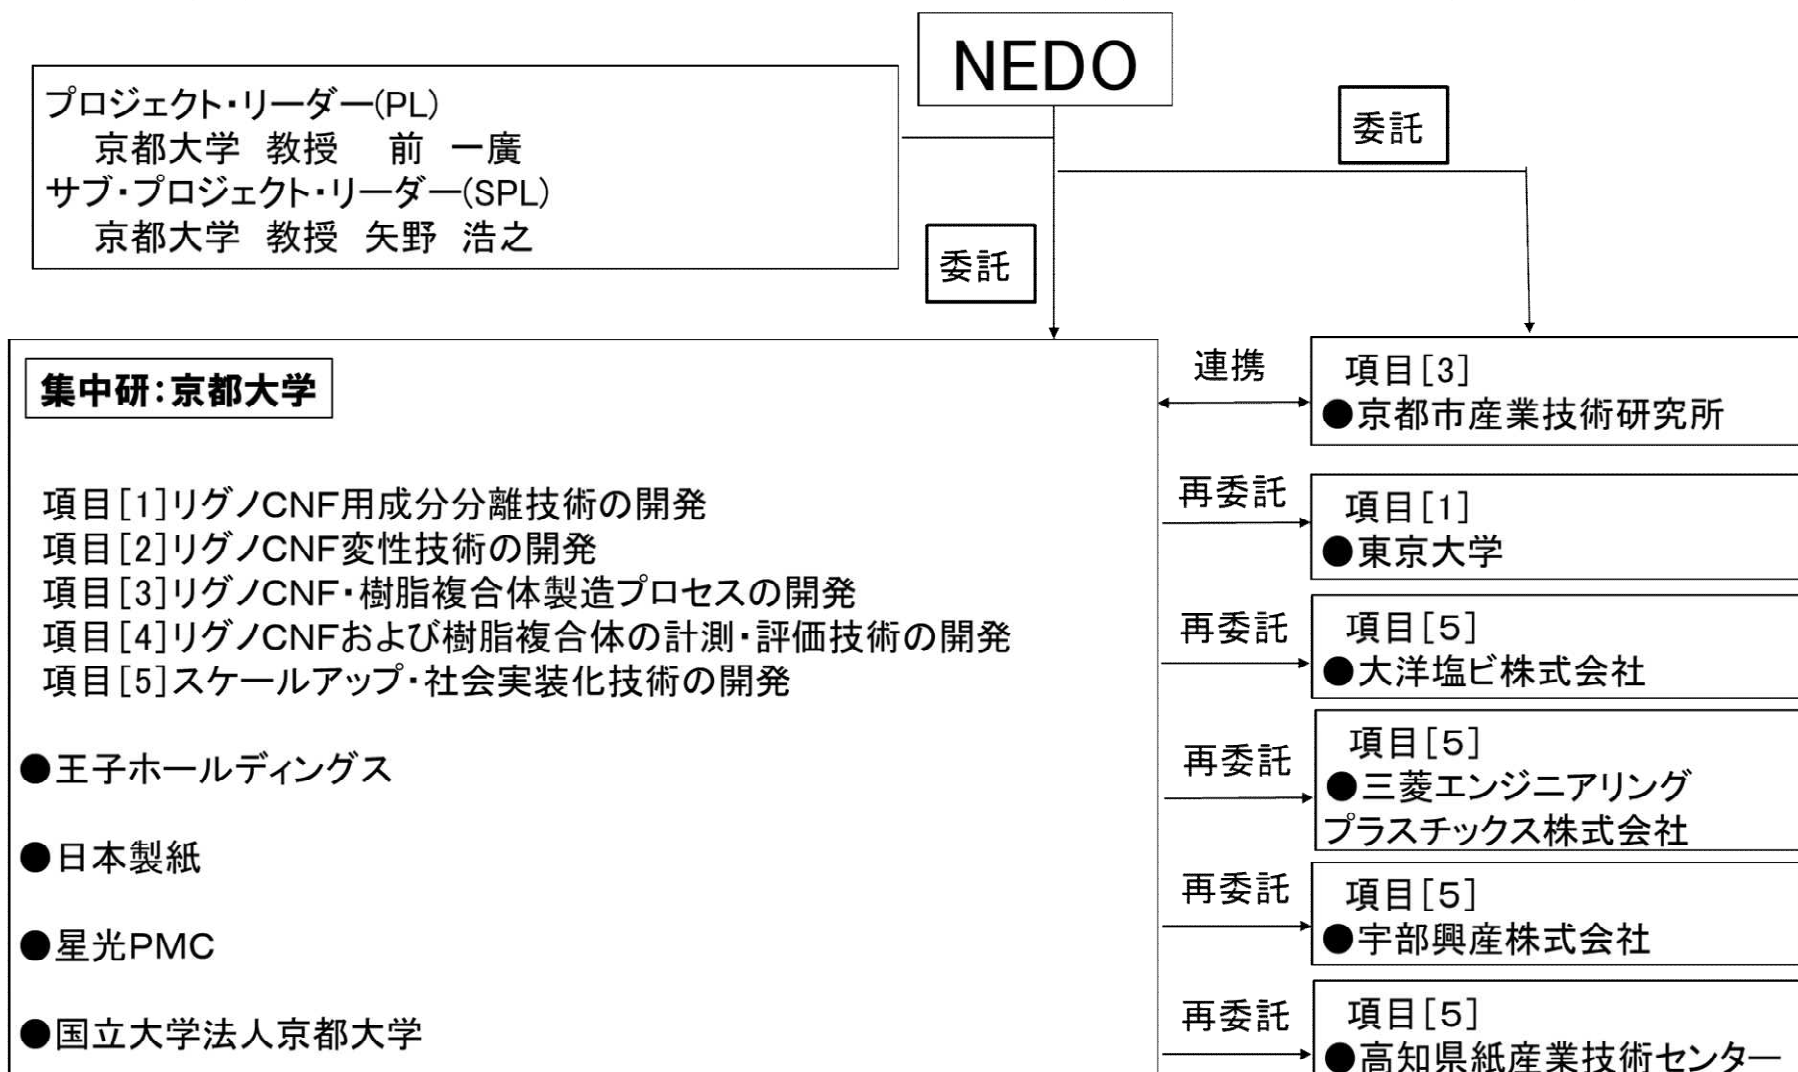 NEDO
プロジェクト・リーダー(PL)
京都大学 教授 前 一廣
サブ・プロジェクト・リーダー(SPL)
京都大学 教授 矢野 浩之
委託
委託
集中研:京都大学
項目[1]リグノCNF用成分分離技術の開発
項目[2]リグノCNF変性技術の開発
項目[3]リグノCNF・樹脂複合体製造プロセスの開発
項目[4]リグノCNFおよび樹脂複合体の計測・評価技術の開発
項目[5]スケールアップ・社会実装化技術の開発
●王子ホールディングス
●日本製紙
●星光PMC
●国立大学法人京都大学
連携
項目[3]
●京都市産業技術研究所
再委託
項目[1]
●東京大学
再委託
項目[5]
●大洋塩ビ株式会社
再委託
項目[5]
●三菱エンジニアリング
プラスチックス株式会社
再委託
項目[5]
●宇部興産株式会社
再委託
項目[5]
●高知県紙産業技術センター